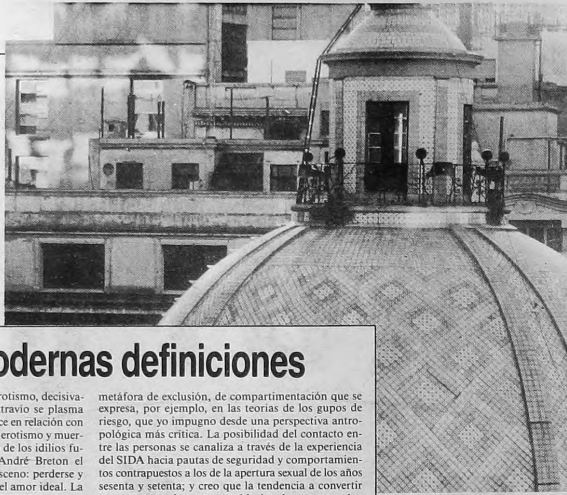 odernas definiciones
rotismo, decisiva-
travío se plasma
ce en relación con
erotismo y muer-
de los idilios fu-
André Breton el
sceno: perderse y
el amor ideal. La
metáfora de exclusión, de compartimentación que se
expresa, por ejemplo, en las teorías de los gupos de
riesgo, que yo impugno desde una perspectiva antro-
pológica más crítica. La posibilidad del contacto en-
tre las personas se canaliza a través de la experiencia
del SIDA hacia pautas de seguridad y comportamien-
tos contrapuestos a los de la apertura sexual de los años
sesenta y setenta; y creo que la tendencia a convertir